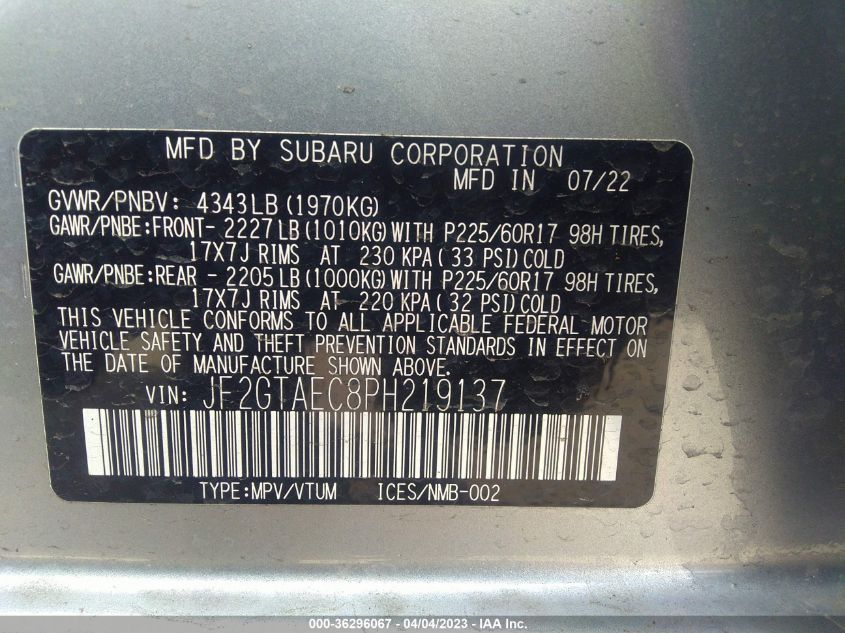 MFD BY SUBARU CORPORATION
MFD IN 07/22
GVWR/PNBV: 4343LB (1970KG)
GAWR/PNBE:FRONT- 2227LB (1010KG) WITH P225/60R17 98H TIRES,
17X7J RIMS AT 230 KPA ( 33 PSI) COLD
GAWR/PNBE:REAR - 2205LB (1000KG) WITH P225/60R17 98H TIRES,
17X7J RIMS AT 220 KPA ( 32 PSI) COLD
THIS VEHICLE CONFORMS TO ALL APPLICABLE FEDERAL MOTOR
VEHICLE SAFETY AND THEFT PREVENTION STANDARDS IN EFFECT ON
THE DATE OF MANUFACTURE SHOWN ABOVE.
VIN: JF2GTAEC8PH219137
TYPE:MPV/VTUM ICES/NMB-002
000-36296067 - 04/04/2023 - IAA Inc.